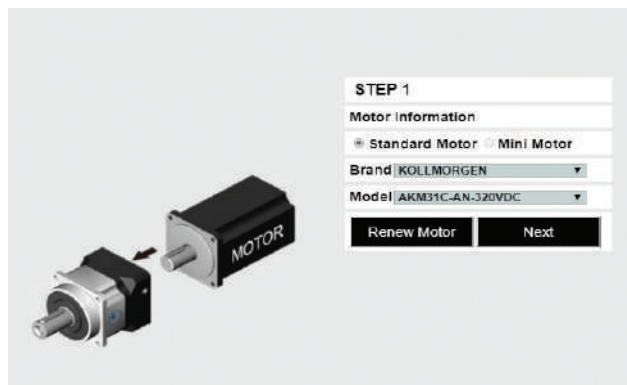 STEP 1
Motor Information
Standard Motor Mini Motor
Brand KOLLMORGEN
Model AKM31C-AN-320VDC
Renew Motor Next
MOTOR